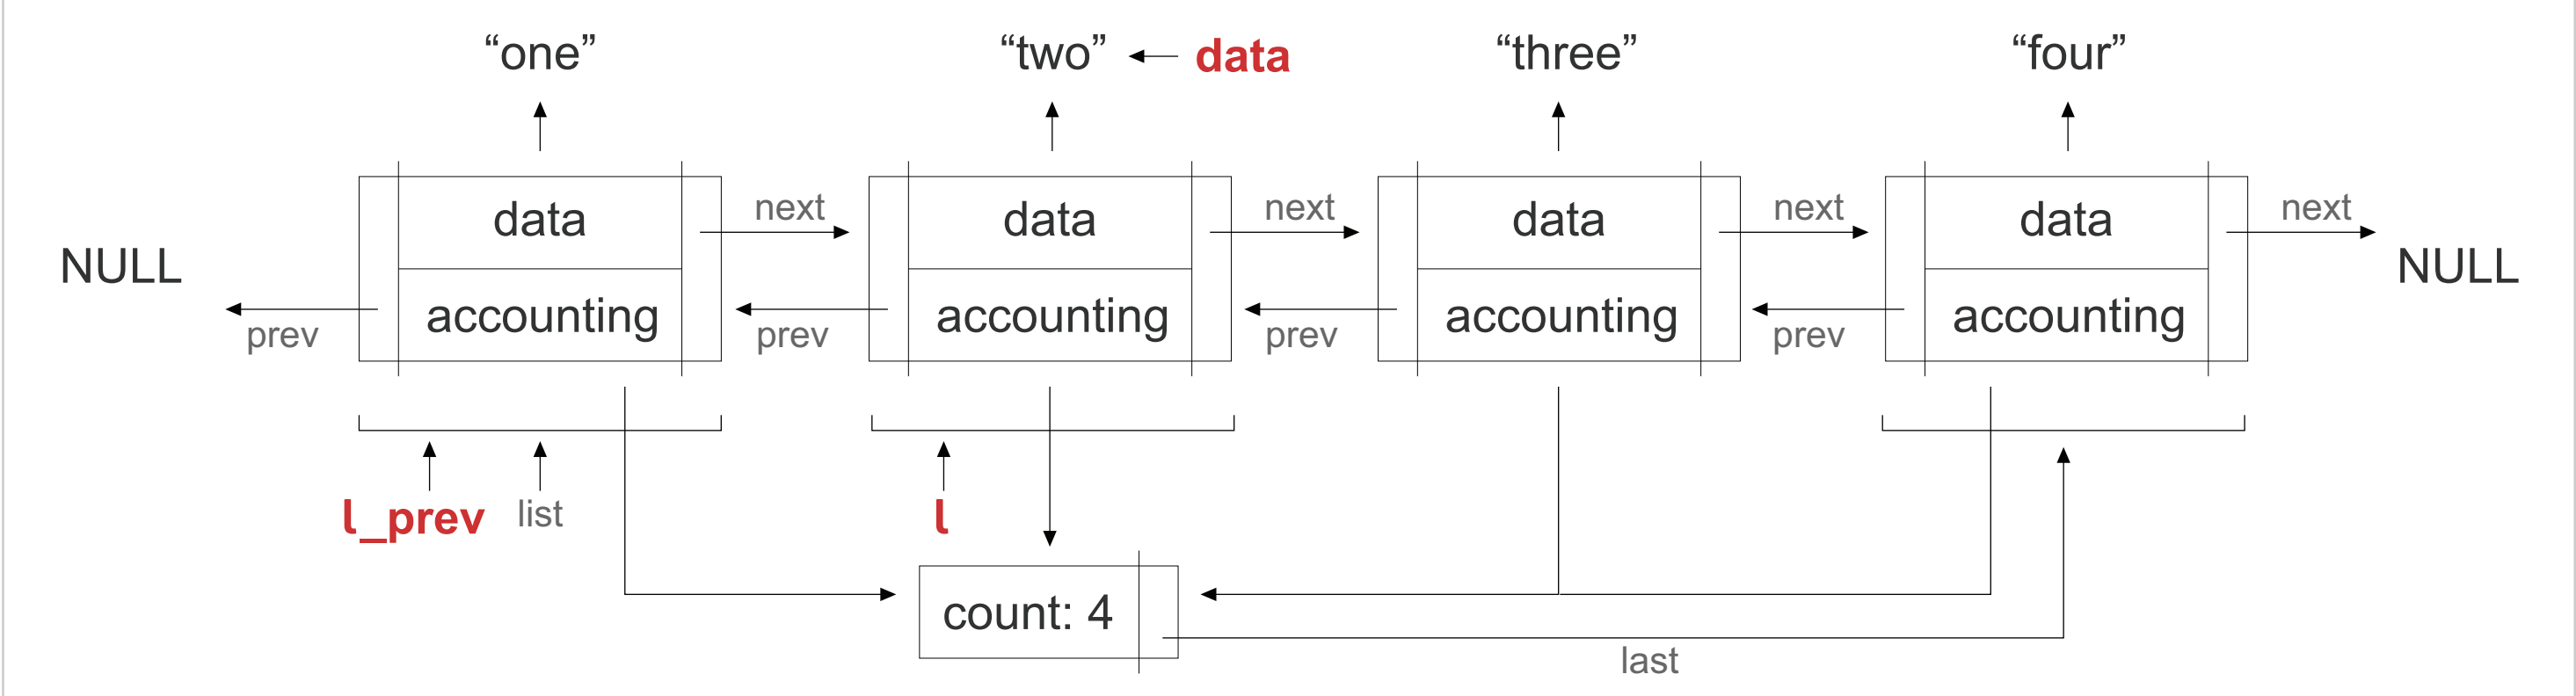 “one” “two” data “three” “four”
data next data next data next data next
NULL NULL
accounting accounting accounting accounting
prev prev prev prev
l_prev list l
count: 4
last